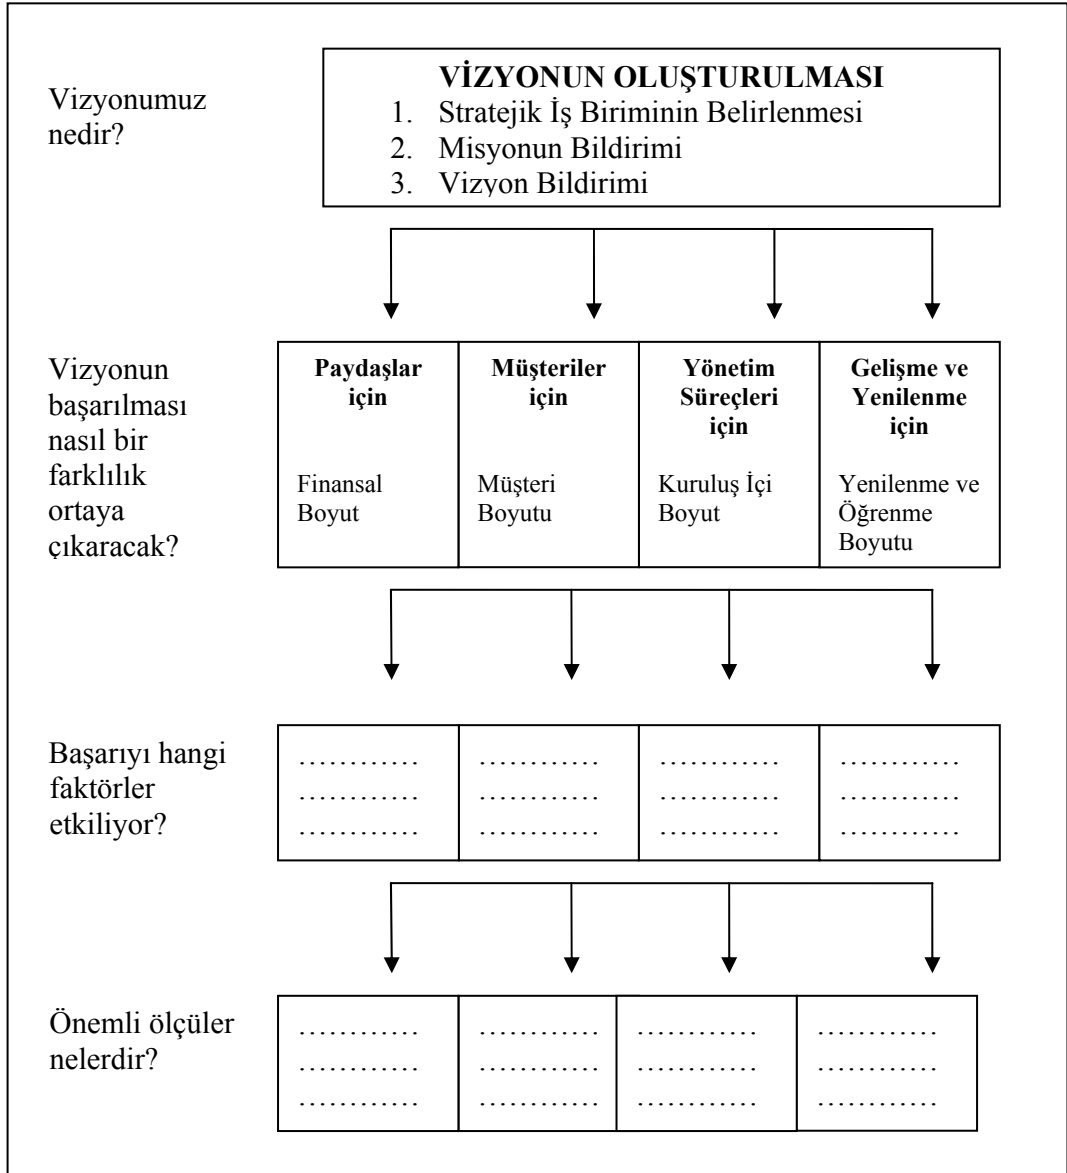 Vizyonumuz
nedir?
VİZYONUN OLUŞTURULMASI
1. Stratejik İş Biriminin Belirlenmesi
2. Misyonun Bildirimi
3. Vizyon Bildirimi
Vizyonun
başarılması
nasıl bir
farklılık
ortaya
çıkaracak?
Paydaşlar
için
Finansal
Boyut
Müşteriler
için
Müşteri
Boyutu
Yönetim
Süreçleri
için
Kuruluş İçi
Boyut
Gelişme ve
Yenilenme
için
Yenilenme ve
Öğrenme
Boyutu
Başarıyı hangi
faktörler
etkiliyor?
………… ………… ………… …………
………… ………… ………… …………
………… ………… ………… …………
Önemli ölçüler
nelerdir?
………… ………… ………… …………
………… ………… ………… …………
………… ………… ………… …………